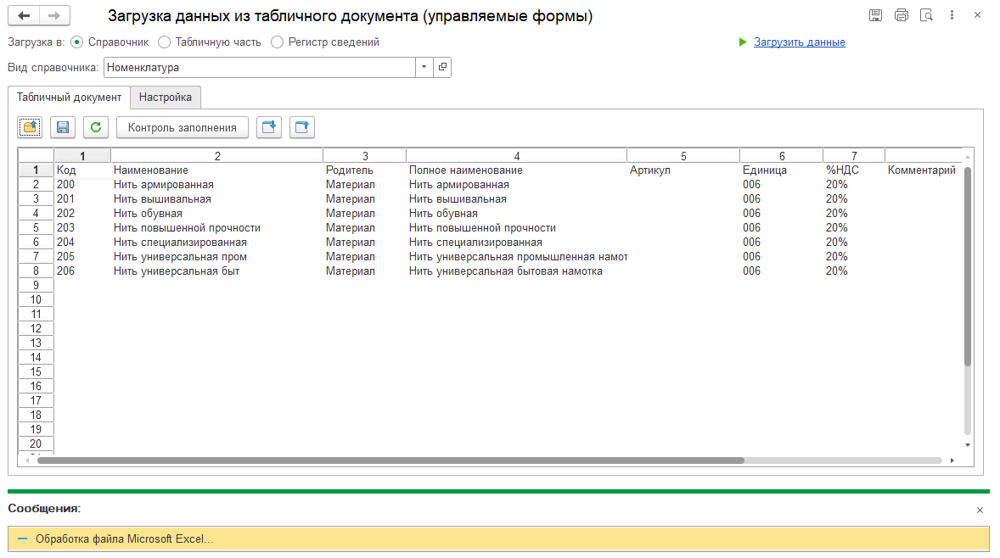 Загрузка данных из табличного документа (управляемые формы)
Загрузка в: Справочник Табличную часть Регистр сведений Загрузить данные
Вид справочника: Номенклатура
Табличный документ Настройка
Контроль заполнения
1 2 3 4 5 6 7
1 Код Наименование Родитель Полное наименование Артикул Единица %НДС Комментарий
2 200 Нить армированная Материал Нить армированная 006 20%
3 201 Нить вышивальная Материал Нить вышивальная 006 20%
4 202 Нить обувная Материал Нить обувная 006 20%
5 203 Нить повышенной прочности Материал Нить повышенной прочности 006 20%
6 204 Нить специализированная Материал Нить специализированная 006 20%
7 205 Нить универсальная пром Материал Нить универсальная промышленная намот 006 20%
8 206 Нить универсальная быт Материал Нить универсальная бытовая намотка 006 20%
9
10
11
12
13
14
15
16
17
18
19
20
Сообщения:
Обработка файла Microsoft Excel...